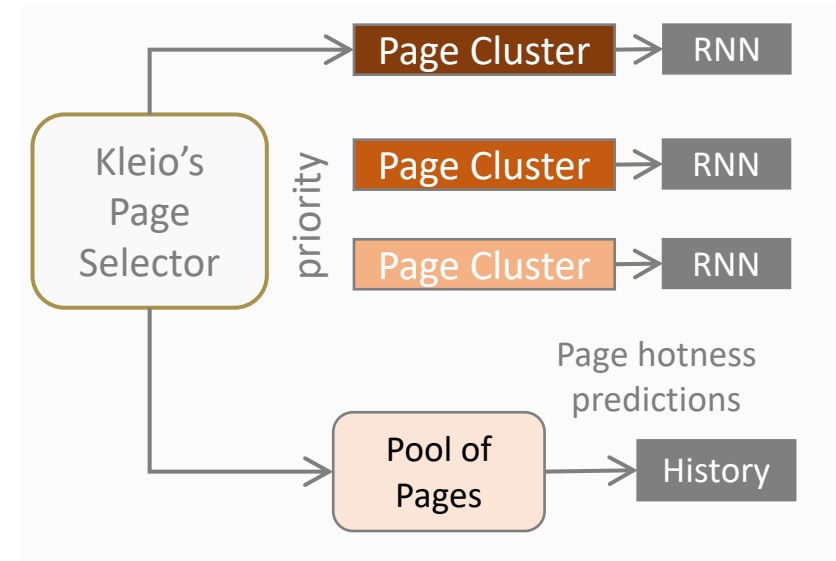 Page Cluster
RNN
Kleio's
Page
Selector
priority
Page Cluster
RNN
Page Cluster
RNN
Page hotness
predictions
Pool of
Pages
History